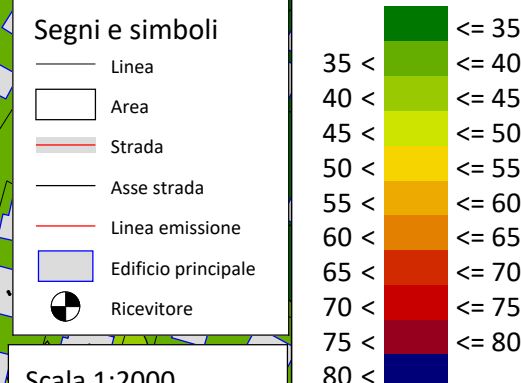 Segni e simboli
Linea
Area
Strada
Asse strada
Linea emissione
Edificio principale
Ricevitore
Scala 1:2000
<= 35
35 < <= 40
40 < <= 45
45 < <= 50
50 < <= 55
55 < <= 60
60 < <= 65
65 < <= 70
70 < <= 75
75 < <= 80
80 <